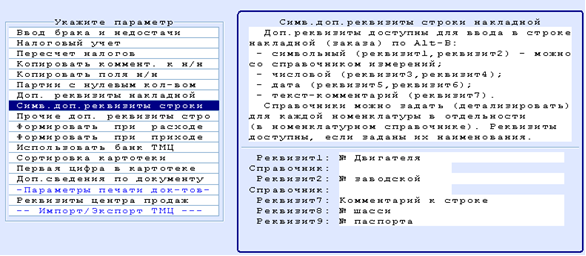 Укажите параметр
Ввод брака и недостачи
Налоговый учет
Пересчет налогов
Копировать коммент. к н/н
Копировать поля н/н
Партии с нулевым кол-вом
Доп. реквизиты накладной
Симв.доп.реквизиты строки
Прочие доп. реквизиты стро
Формировать при расходе
Формировать при приходе
Использовать банк ТМЦ
Сортировка картотеки
Первая цифра в картотеке
Доп.сведения по документу
-Параметры печати док-тов-
Реквизиты центра продаж
-- Импорт/Экспорт ТМЦ ---
Симв.доп.реквизиты строки накладной
Доп.реквизиты доступны для ввода в строке
накладной (заказа) по Alt-B:
- символьный (реквизит1,реквизит2) - можно
со справочником измерений;
- числовой (реквизит3,реквизит4);
- дата (реквизит5,реквизит6);
- текст-комментарий (реквизит7).
Справочники можно задать (детализировать)
для каждой номенклатуры в отдельности
(в номенклатурном справочнике). Реквизиты
доступны, если заданы их наименования.
Реквизит1: № Двигателя
Справочник:
Реквизит2: № заводской
Справочник:
Реквизит7: Комментарий к строке
Реквизит8: № шасси
Реквизит9: № паспорта